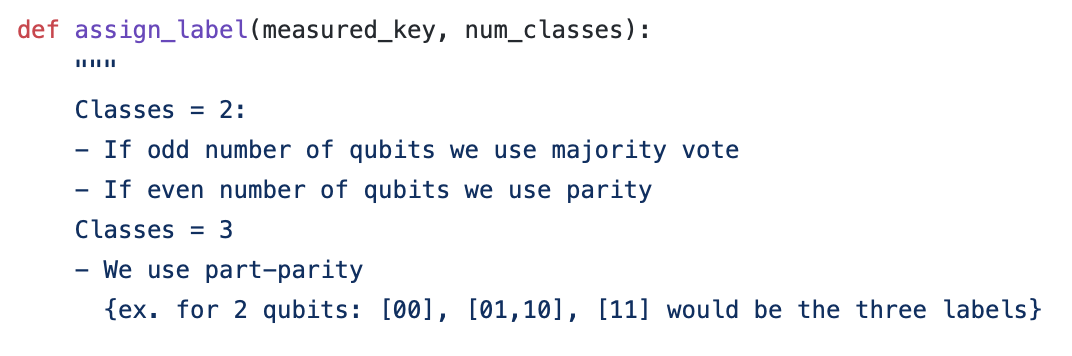 def assign_label(measured_key, num_classes):
"""
Classes = 2:
- If odd number of qubits we use majority vote
- If even number of qubits we use parity
Classes = 3
- We use part-parity
{ex. for 2 qubits: [00], [01,10], [11] would be the three labels}